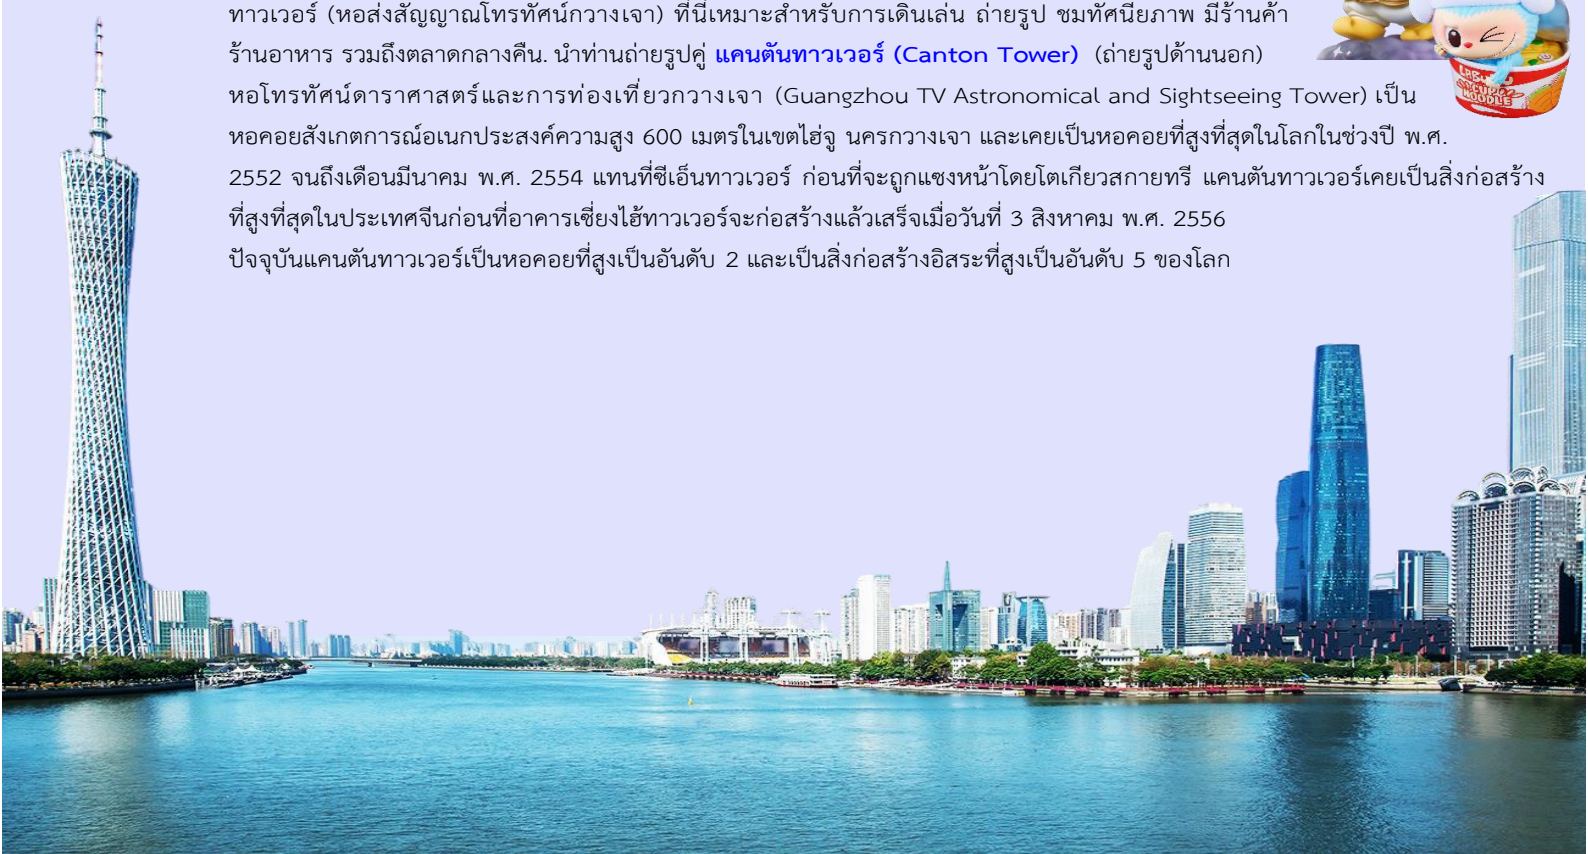 ทาวเวอร์ (หอส่งสัญญาณโทรทัศน์กวางเจา) ที่นี่เหมาะสำหรับการเดินเล่น ถ่ายรูป ชมทัศนียภาพ มีร้านค้า
ร้านอาหาร รวมถึงตลาดกลางคืน. นำท่านถ่ายรูปคู่ แคนตันทาวเวอร์ (Canton Tower) (ถ่ายรูปด้านนอก)
หอโทรทัศน์ดาราศาสตร์และการท่องเที่ยวกวางเจา (Guangzhou TV Astronomical and Sightseeing Tower) เป็น
หอคอยสังเกตการณ์อเนกประสงค์ความสูง 600 เมตรในเขตไฮ่จู นครกวางเจา และเคยเป็นหอคอยที่สูงที่สุดในโลกในช่วงปี พ.ศ.
2552 จนถึงเดือนมีนาคม พ.ศ. 2554 แทนที่ซีเอ็นทาวเวอร์ ก่อนที่จะถูกแซงหน้าโดยโตเกียวสกายทรี แคนตันทาวเวอร์เคยเป็นสิ่งก่อสร้าง
ที่สูงที่สุดในประเทศจีนก่อนที่อาคารเซี่ยงไฮ้ทาวเวอร์จะก่อสร้างแล้วเสร็จเมื่อวันที่ 3 สิงหาคม พ.ศ. 2556
ปัจจุบันแคนตันทาวเวอร์เป็นหอคอยที่สูงเป็นอันดับ 2 และเป็นสิ่งก่อสร้างอิสระที่สูงเป็นอันดับ 5 ของโลก
NOODLE